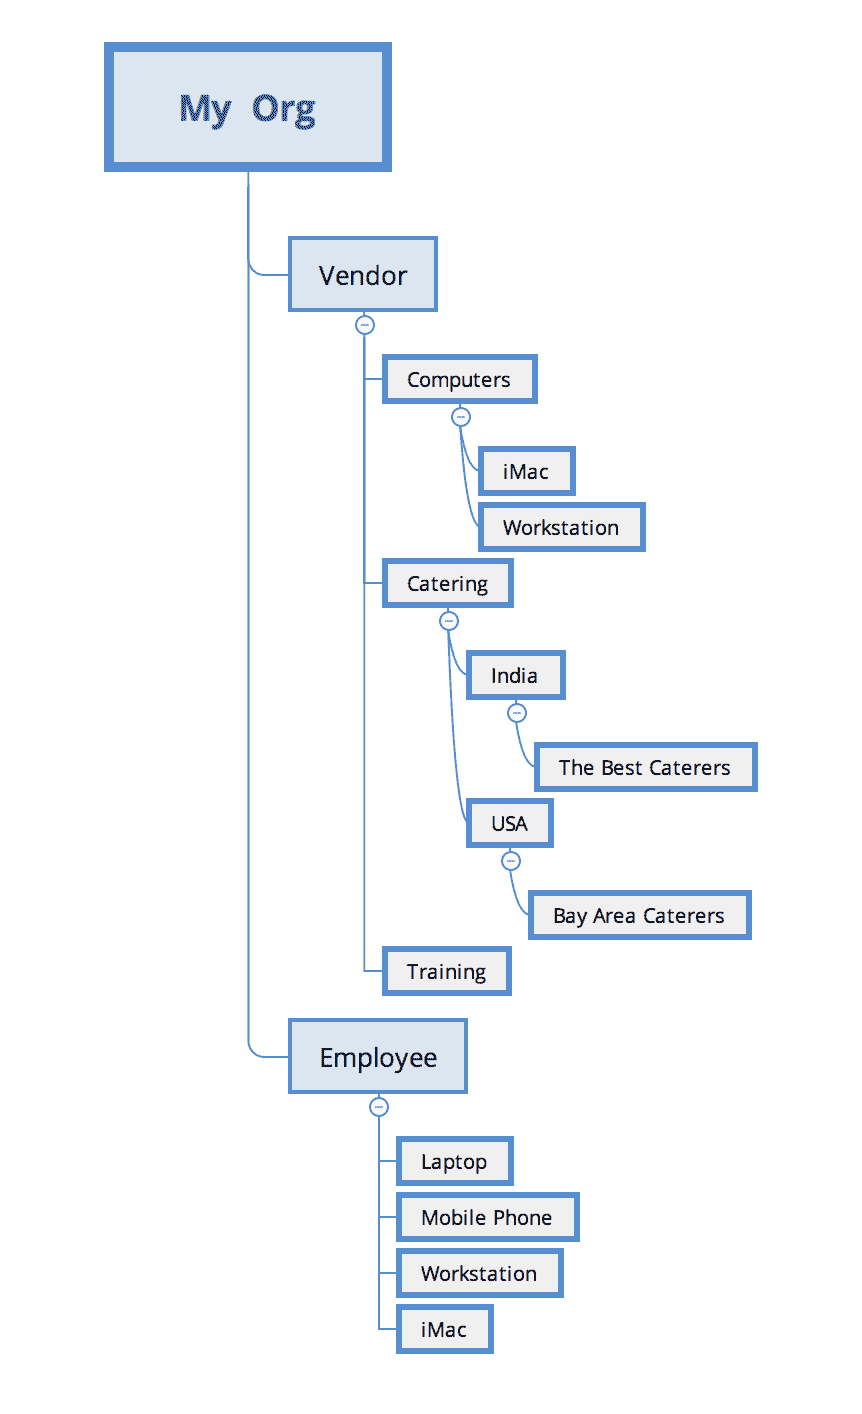 My Org
Vendor
Computers
iMac
Workstation
Catering
India
The Best Caterers
USA
Bay Area Caterers
Training
Employee
Laptop
Mobile Phone
Workstation
iMac